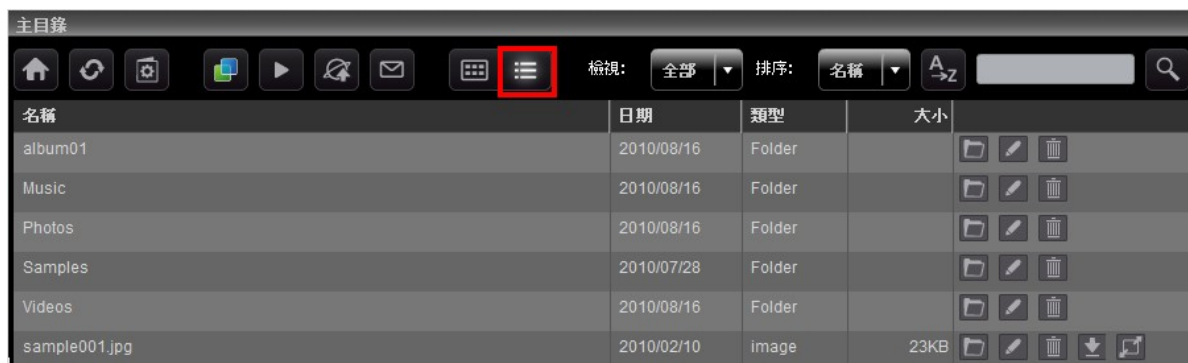 主目錄
檢視: 全部 排序: 名稱 A→Z
名稱 日期 類型 大小
album01 2010/08/16 Folder
Music 2010/08/16 Folder
Photos 2010/08/16 Folder
Samples 2010/07/28 Folder
Videos 2010/08/16 Folder
sample001.jpg 2010/02/10 image 23KB